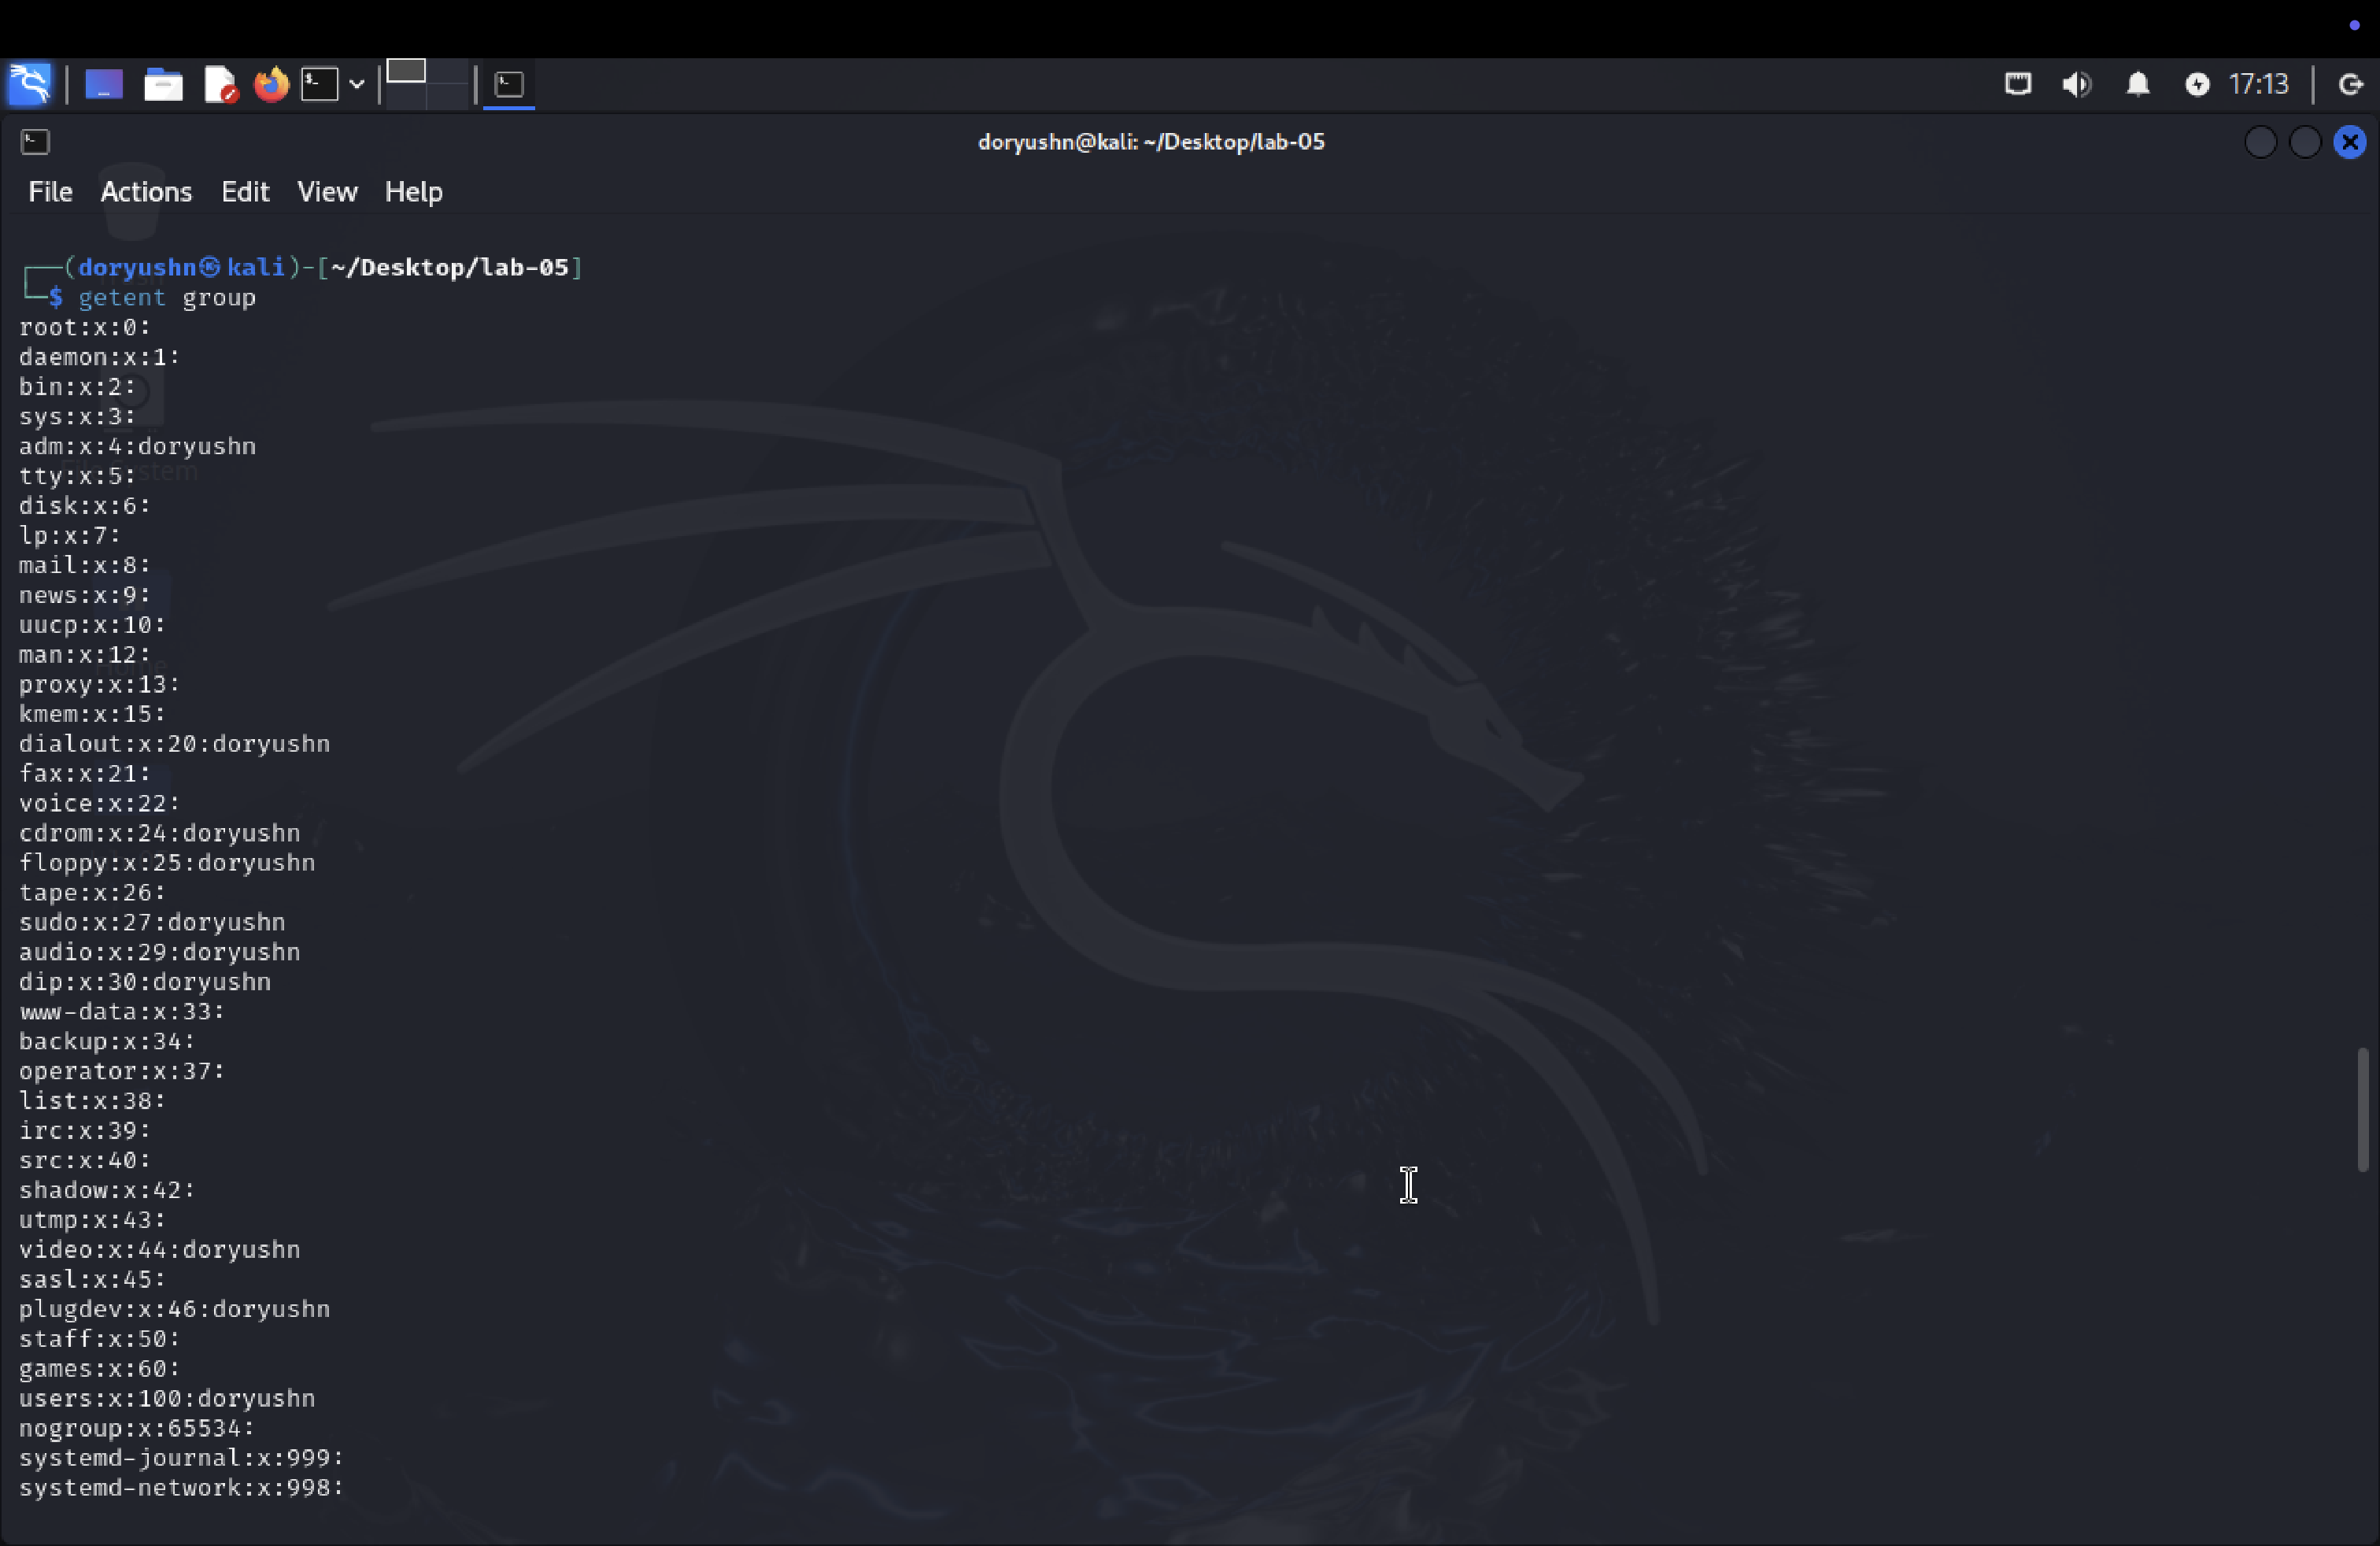 17:13
doryushn@kali: ~/Desktop/lab-05
File Actions Edit View Help
┌──(doryushn㉿kali)-[~/Desktop/lab-05]
└─$ getent group
root:x:0:
daemon:x:1:
bin:x:2:
sys:x:3:
adm:x:4:doryushn
tty:x:5:
disk:x:6:
lp:x:7:
mail:x:8:
news:x:9:
uucp:x:10:
man:x:12:
proxy:x:13:
kmem:x:15:
dialout:x:20:doryushn
fax:x:21:
voice:x:22:
cdrom:x:24:doryushn
floppy:x:25:doryushn
tape:x:26:
sudo:x:27:doryushn
audio:x:29:doryushn
dip:x:30:doryushn
www-data:x:33:
backup:x:34:
operator:x:37:
list:x:38:
irc:x:39:
src:x:40:
shadow:x:42:
utmp:x:43:
video:x:44:doryushn
sasl:x:45:
plugdev:x:46:doryushn
staff:x:50:
games:x:60:
users:x:100:doryushn
nogroup:x:65534:
systemd-journal:x:999:
systemd-network:x:998: